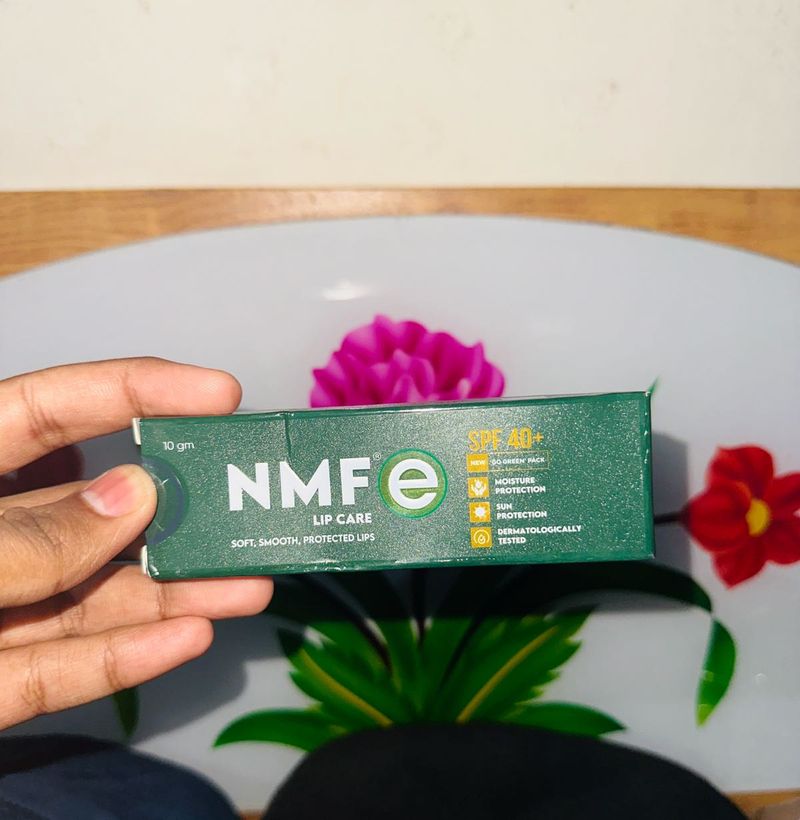 10 gm
NMF® e
LIP CARE
SOFT, SMOOTH, PROTECTED LIPS
SPF 40+
NEW 'GO GREEN' PACK
MOISTURE
PROTECTION
SUN
PROTECTION
DERMATOLOGICALLY
TESTED